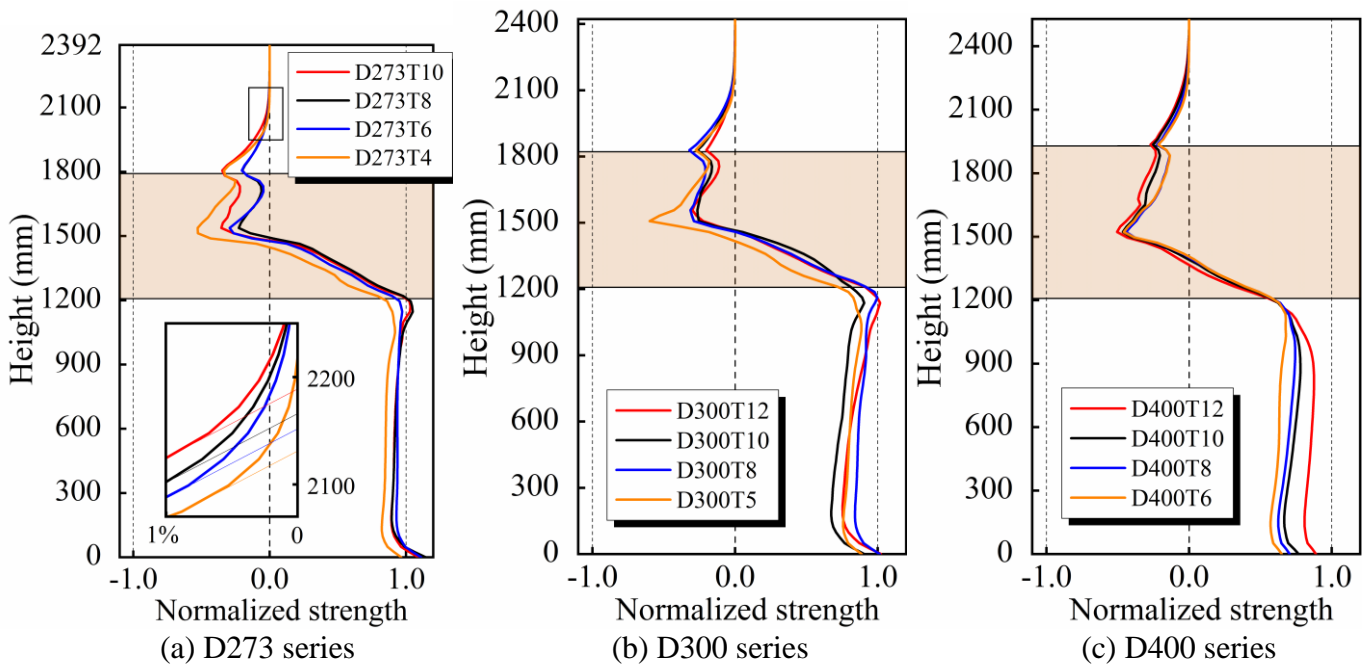 2392
2100
1800
1500
1200
900
600
300
0
Height (mm)
D273T10
D273T8
D273T6
D273T4
2200
2100
1%
0
-1.0
0.0
1.0
Normalized strength
(a) D273 series
2400
2100
1800
1500
1200
900
600
300
0
Height (mm)
D300T12
D300T10
D300T8
D300T5
-1.0
0.0
1.0
Normalized strength
(b) D300 series
2400
2100
1800
1500
1200
900
600
300
0
Height (mm)
D400T12
D400T10
D400T8
D400T6
-1.0
0.0
1.0
Normalized strength
(c) D400 series